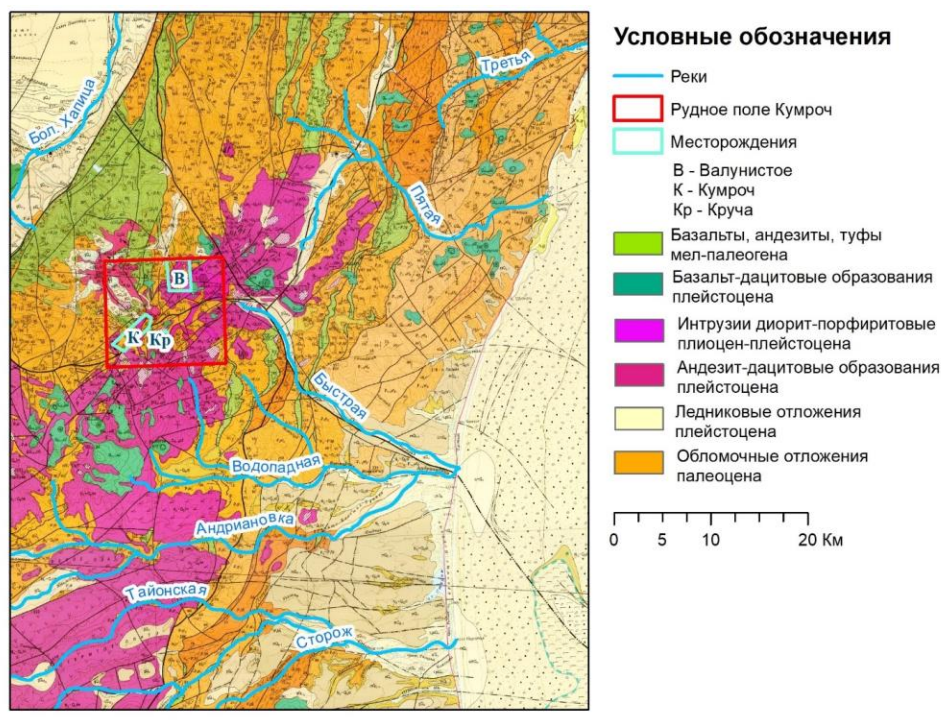 Бол. Хапица
Третья
Пятая
В
К
Кр
Быстрая
Водопадная
Андриановка
Тайонская
Сторож
Условные обозначения
Реки
Рудное поле Кумроч
Месторождения
В - Валунистое
К - Кумроч
Кр - Круча
Базальты, андезиты, туфы
мел-палеогена
Базальт-дацитовые образования
плейстоцена
Интрузии диорит-порфиритовые
плиоцен-плейстоцена
Андезит-дацитовые образования
плейстоцена
Ледниковые отложения
плейстоцена
Обломочные отложения
палеоцена
0 5 10 20 Км